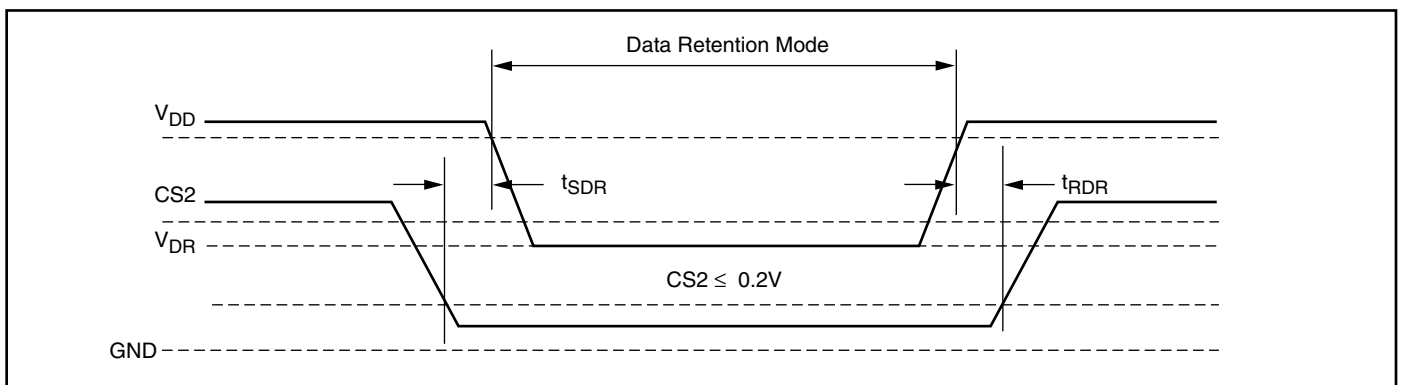 Data Retention Mode
VDD
tSDR
tRDR
CS2
VDR
CS2 ≤ 0.2V
GND